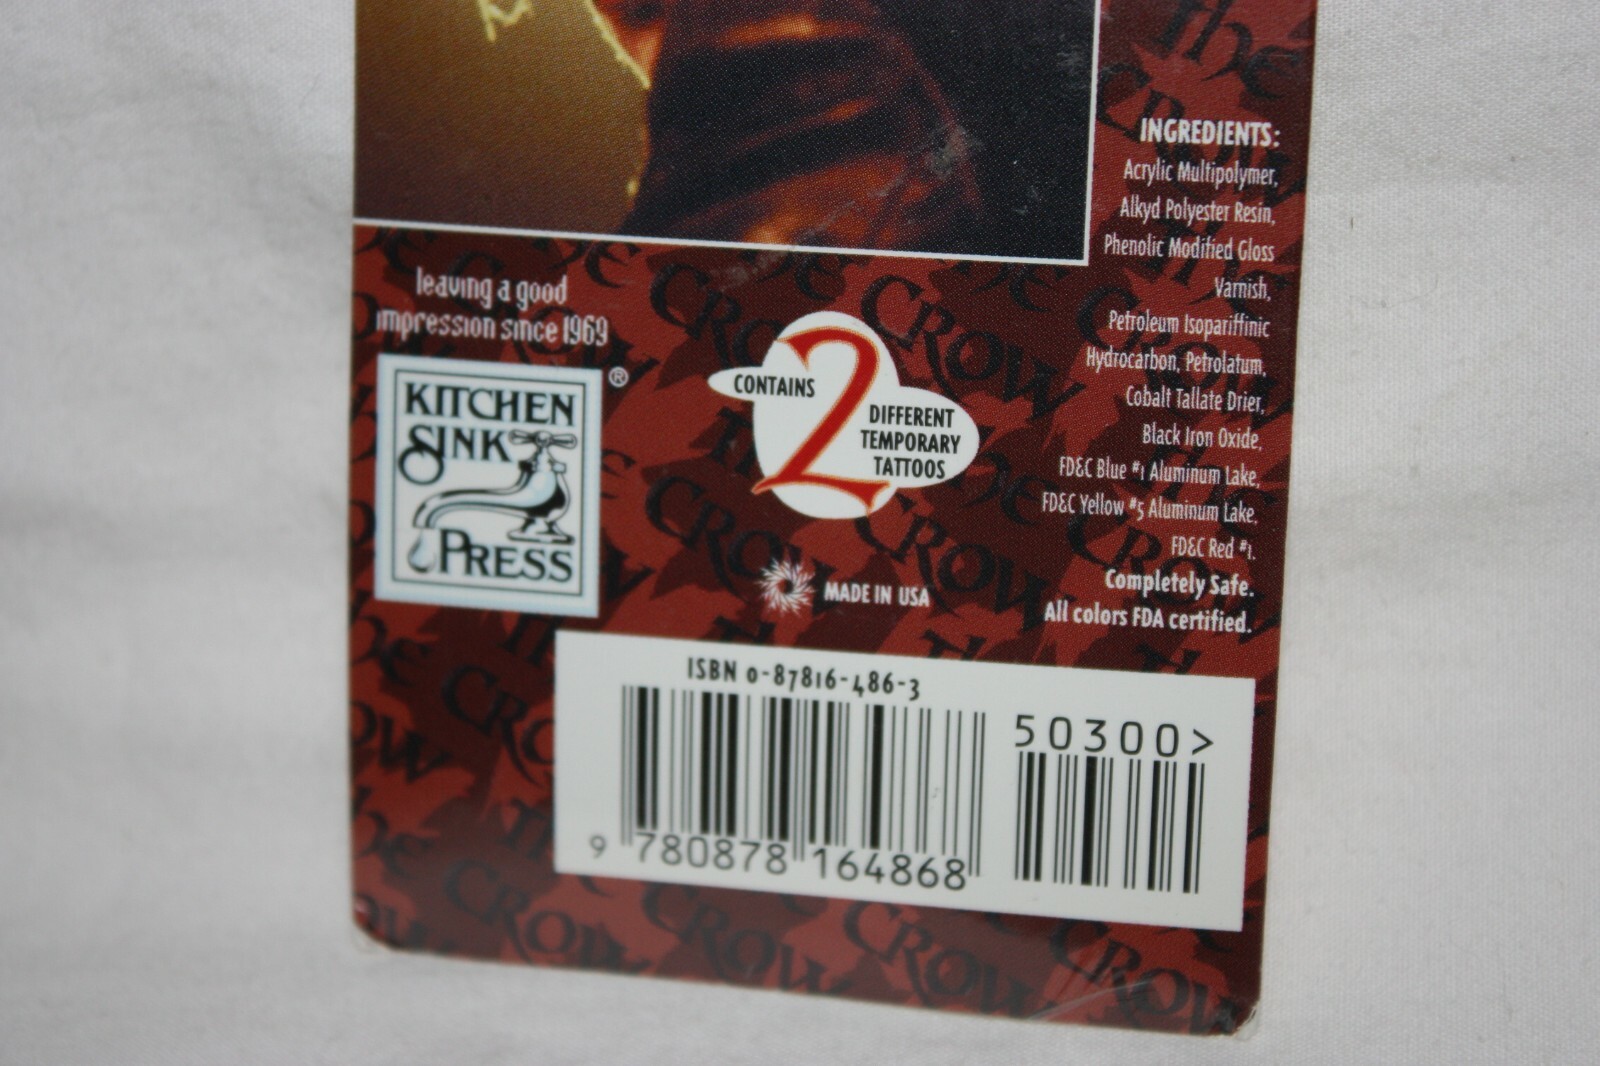 leaving a good
impression since 1969
KITCHEN
SINK
PRESS
®
CONTAINS
2
DIFFERENT
TEMPORARY
TATTOOS
MADE IN USA
INGREDIENTS:
Acrylic Multipolymer,
Alkyd Polyester Resin,
Phenolic Modified Gloss
Varnish,
Petroleum Isopariffinic
Hydrocarbon, Petrolatum,
Cobalt Tallate Drier,
Black Iron Oxide,
FD&C Blue #1 Aluminum Lake,
FD&C Yellow #5 Aluminum Lake,
FD&C Red #1.
Completely Safe.
All colors FDA certified.
ISBN 0-87816-486-3
50300>
9 780878 164868
The Crow